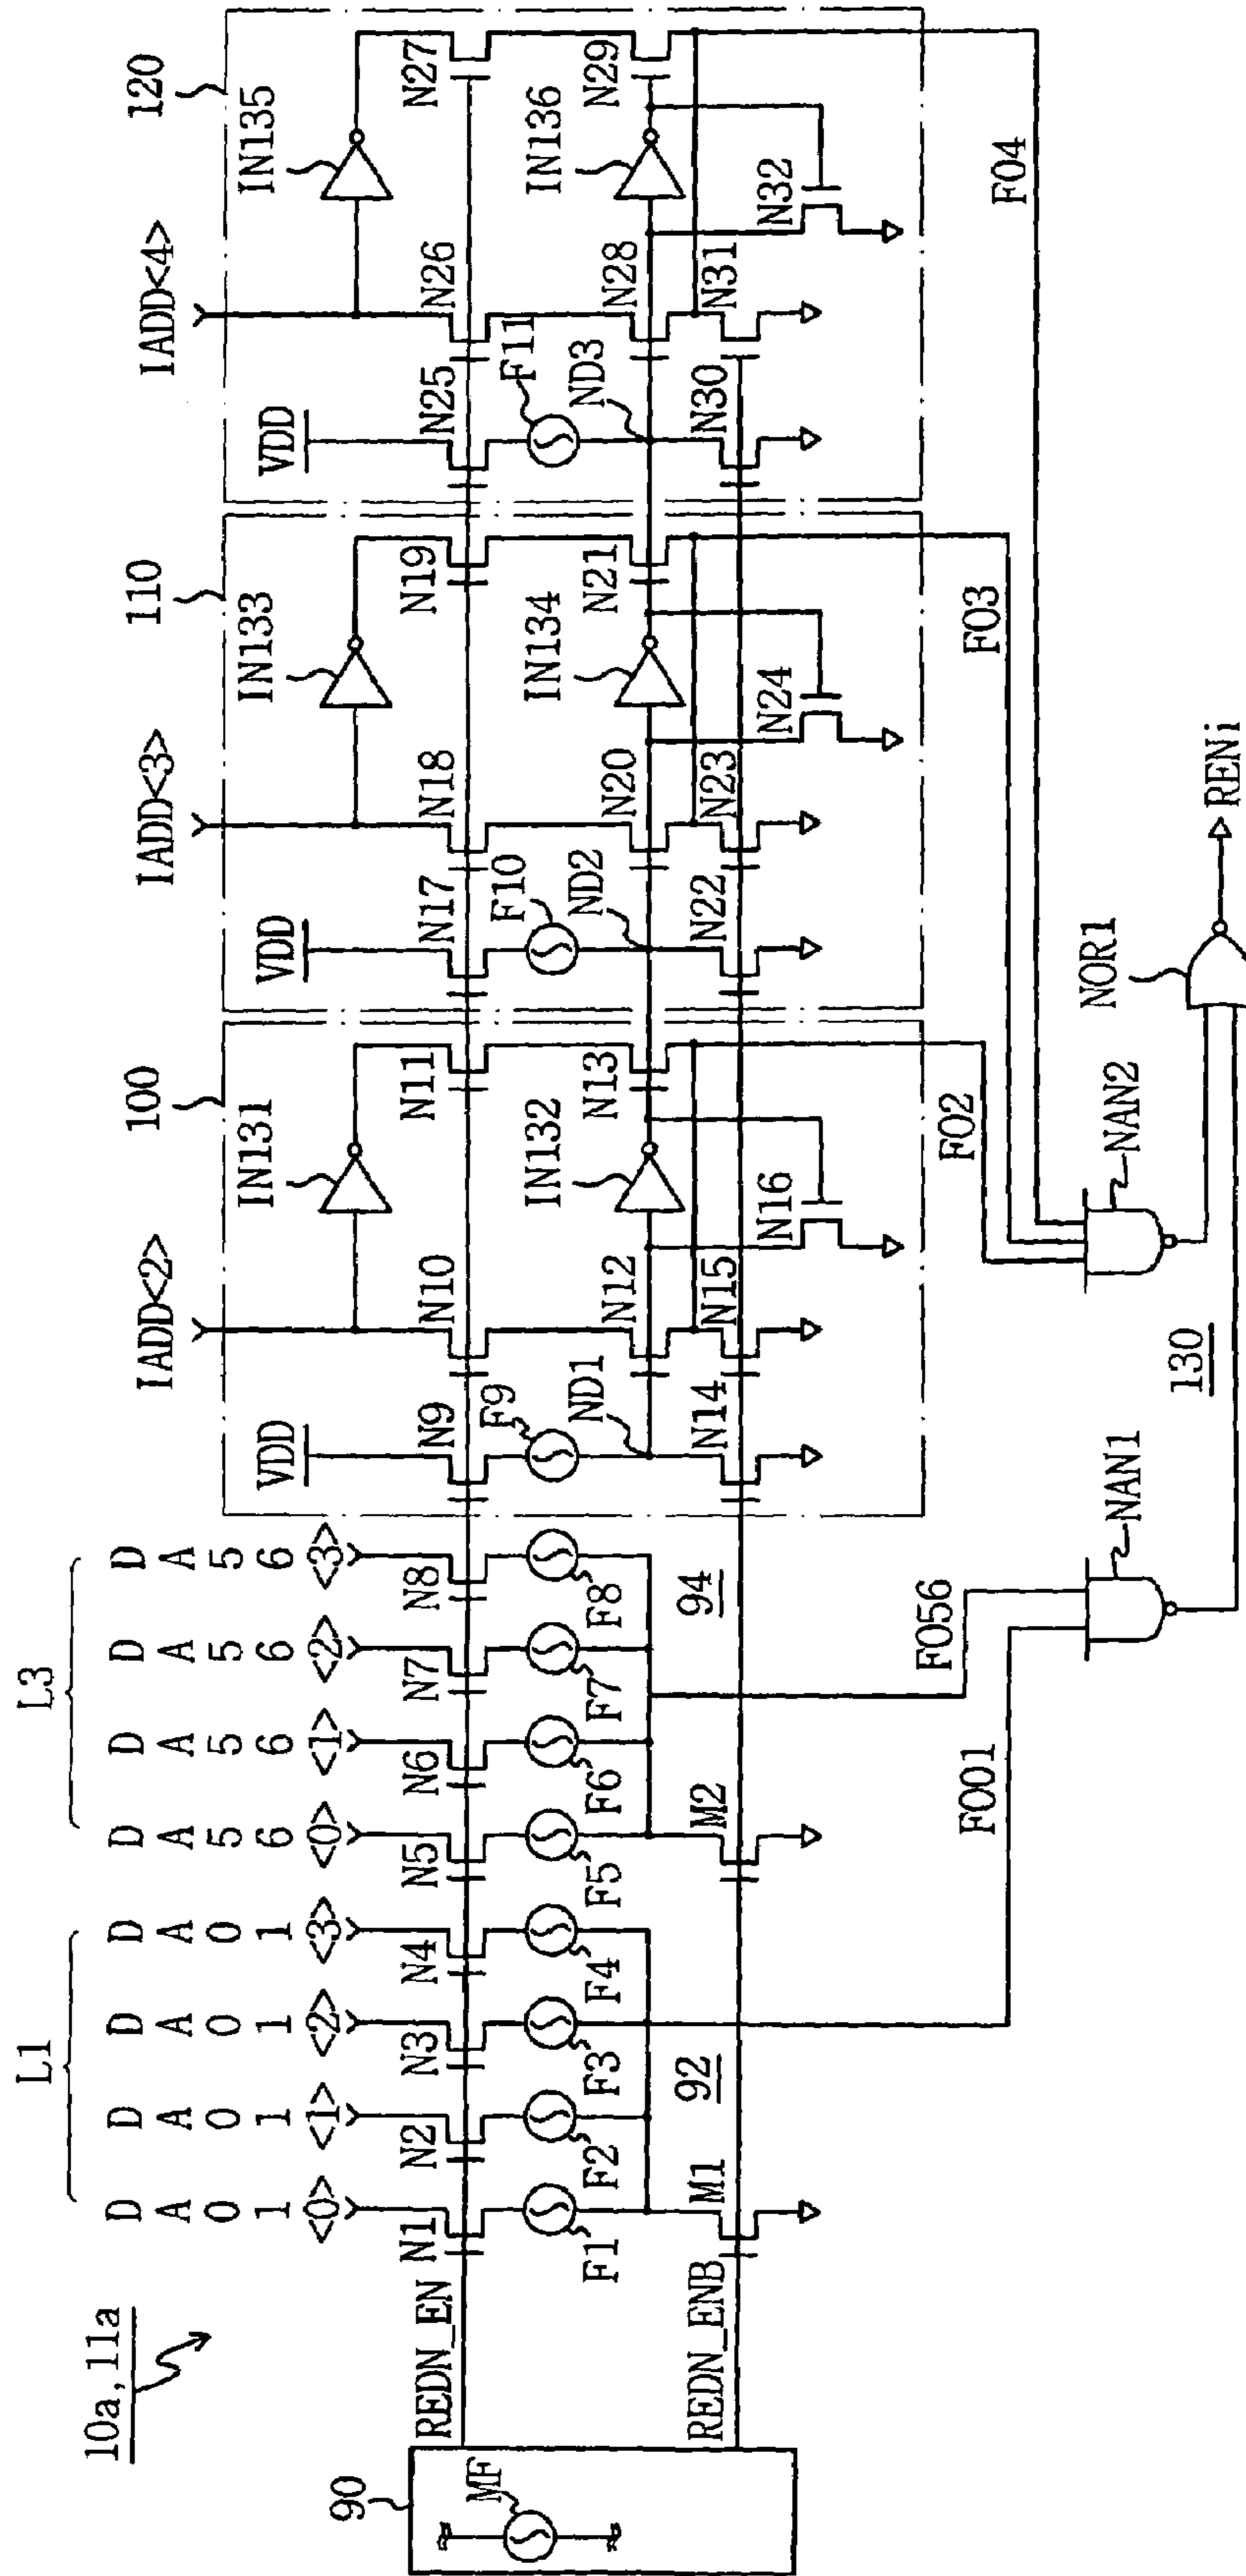 10a, 11a
L1
L3
DA01<0>
DA01<1>
DA01<2>
DA01<3>
DA56<0>
DA56<1>
DA56<2>
DA56<3>
VDD
IADD<2>
100
VDD
IADD<3>
110
VDD
IADD<4>
120
90
MF
REDN_EN
N1
N2
N3
N4
N5
N6
N7
N8
N9
N10
N11
IN131
N17
N18
N19
IN133
N25
N26
N27
IN135
F1
F2
F3
F4
F5
F6
F7
F8
F9
ND1
N12
IN132
N13
F10
ND2
N20
IN134
N21
F11
ND3
N28
IN136
N29
REDN_ENB
M1
92
M2
94
N14
N15
N16
N22
N23
N24
N30
N31
N32
FO01
FO56
FO2
FO3
FO4
NAN1
130
NAN2
NOR1
RENi